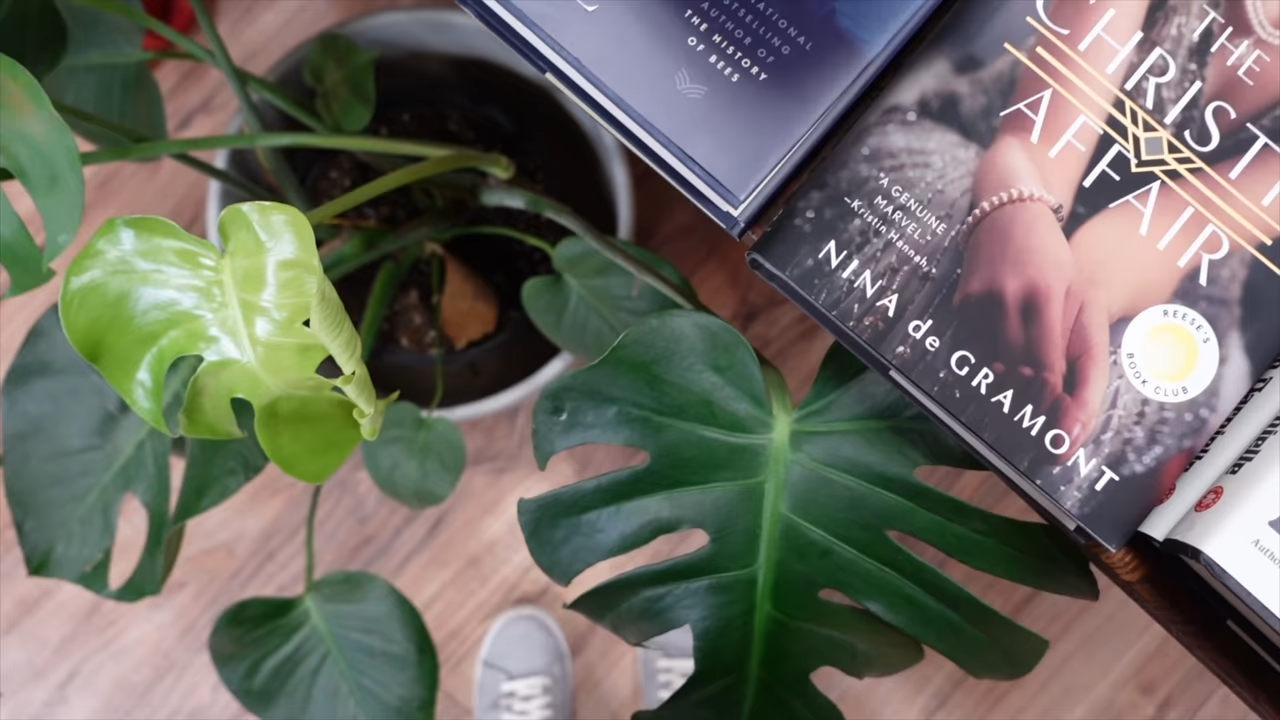 NATIONAL
BESTSELLING
AUTHOR OF
THE HISTORY
OF BEES
THE
CHRISTI
AFFAIR
"A GENUINE
MARVEL."
—Kristin Hannah,
NINA de GRAMONT
REESE'S
BOOK CLUB